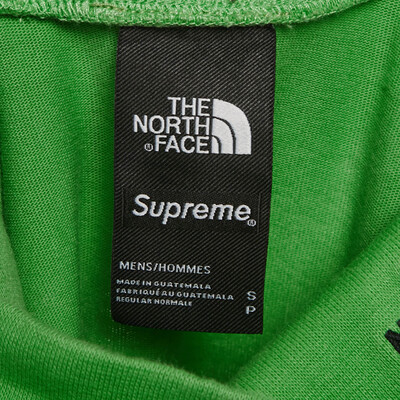 THE
NORTH
®FACE
Supreme®
MENS/HOMMES
MADE IN GUATEMALA
FABRIQUÉ AU GUATEMALA
REGULAR NORMALE
S
P